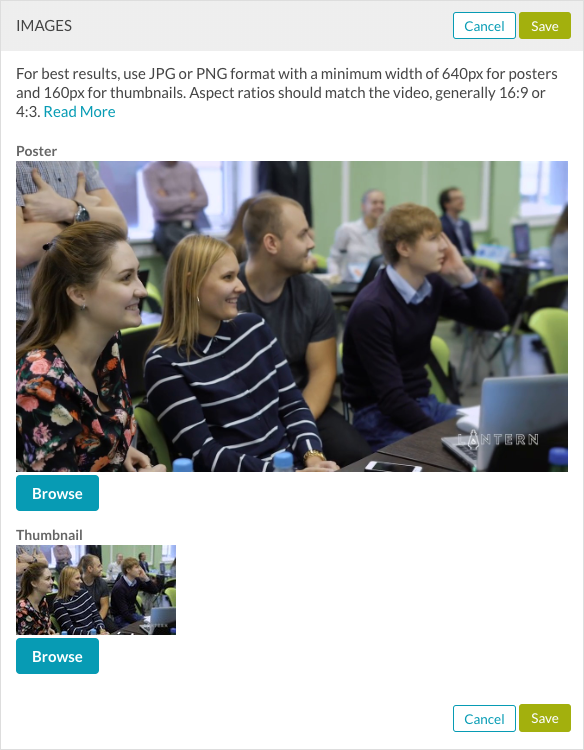 IMAGES
Cancel
Save
For best results, use JPG or PNG format with a minimum width of 640px for posters
and 160px for thumbnails. Aspect ratios should match the video, generally 16:9 or
4:3. Read More
Poster
LANTERN
Browse
Thumbnail
LANTERN
Browse
Cancel
Save